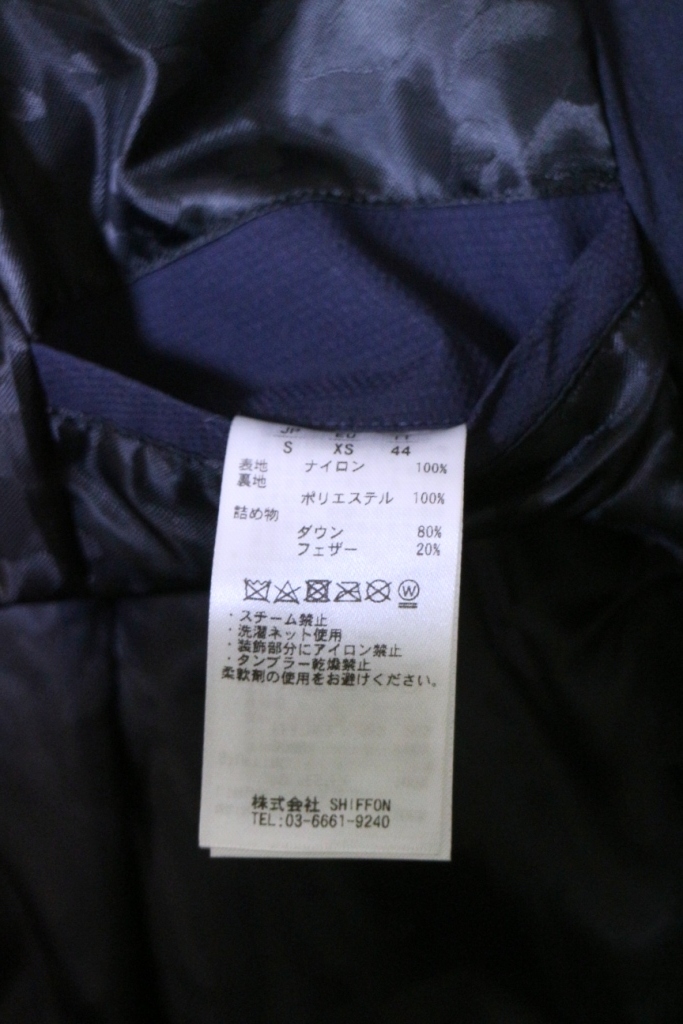 JP EU IT
S XS 44
表地 ナイロン 100%
裏地
ポリエステル 100%
詰め物
ダウン 80%
フェザー 20%
W
・スチーム禁止
・洗濯ネット使用
・装飾部分にアイロン禁止
・タンブラー乾燥禁止
柔軟剤の使用をお避けください。
株式会社 SHIFFON
TEL:03-6661-9240